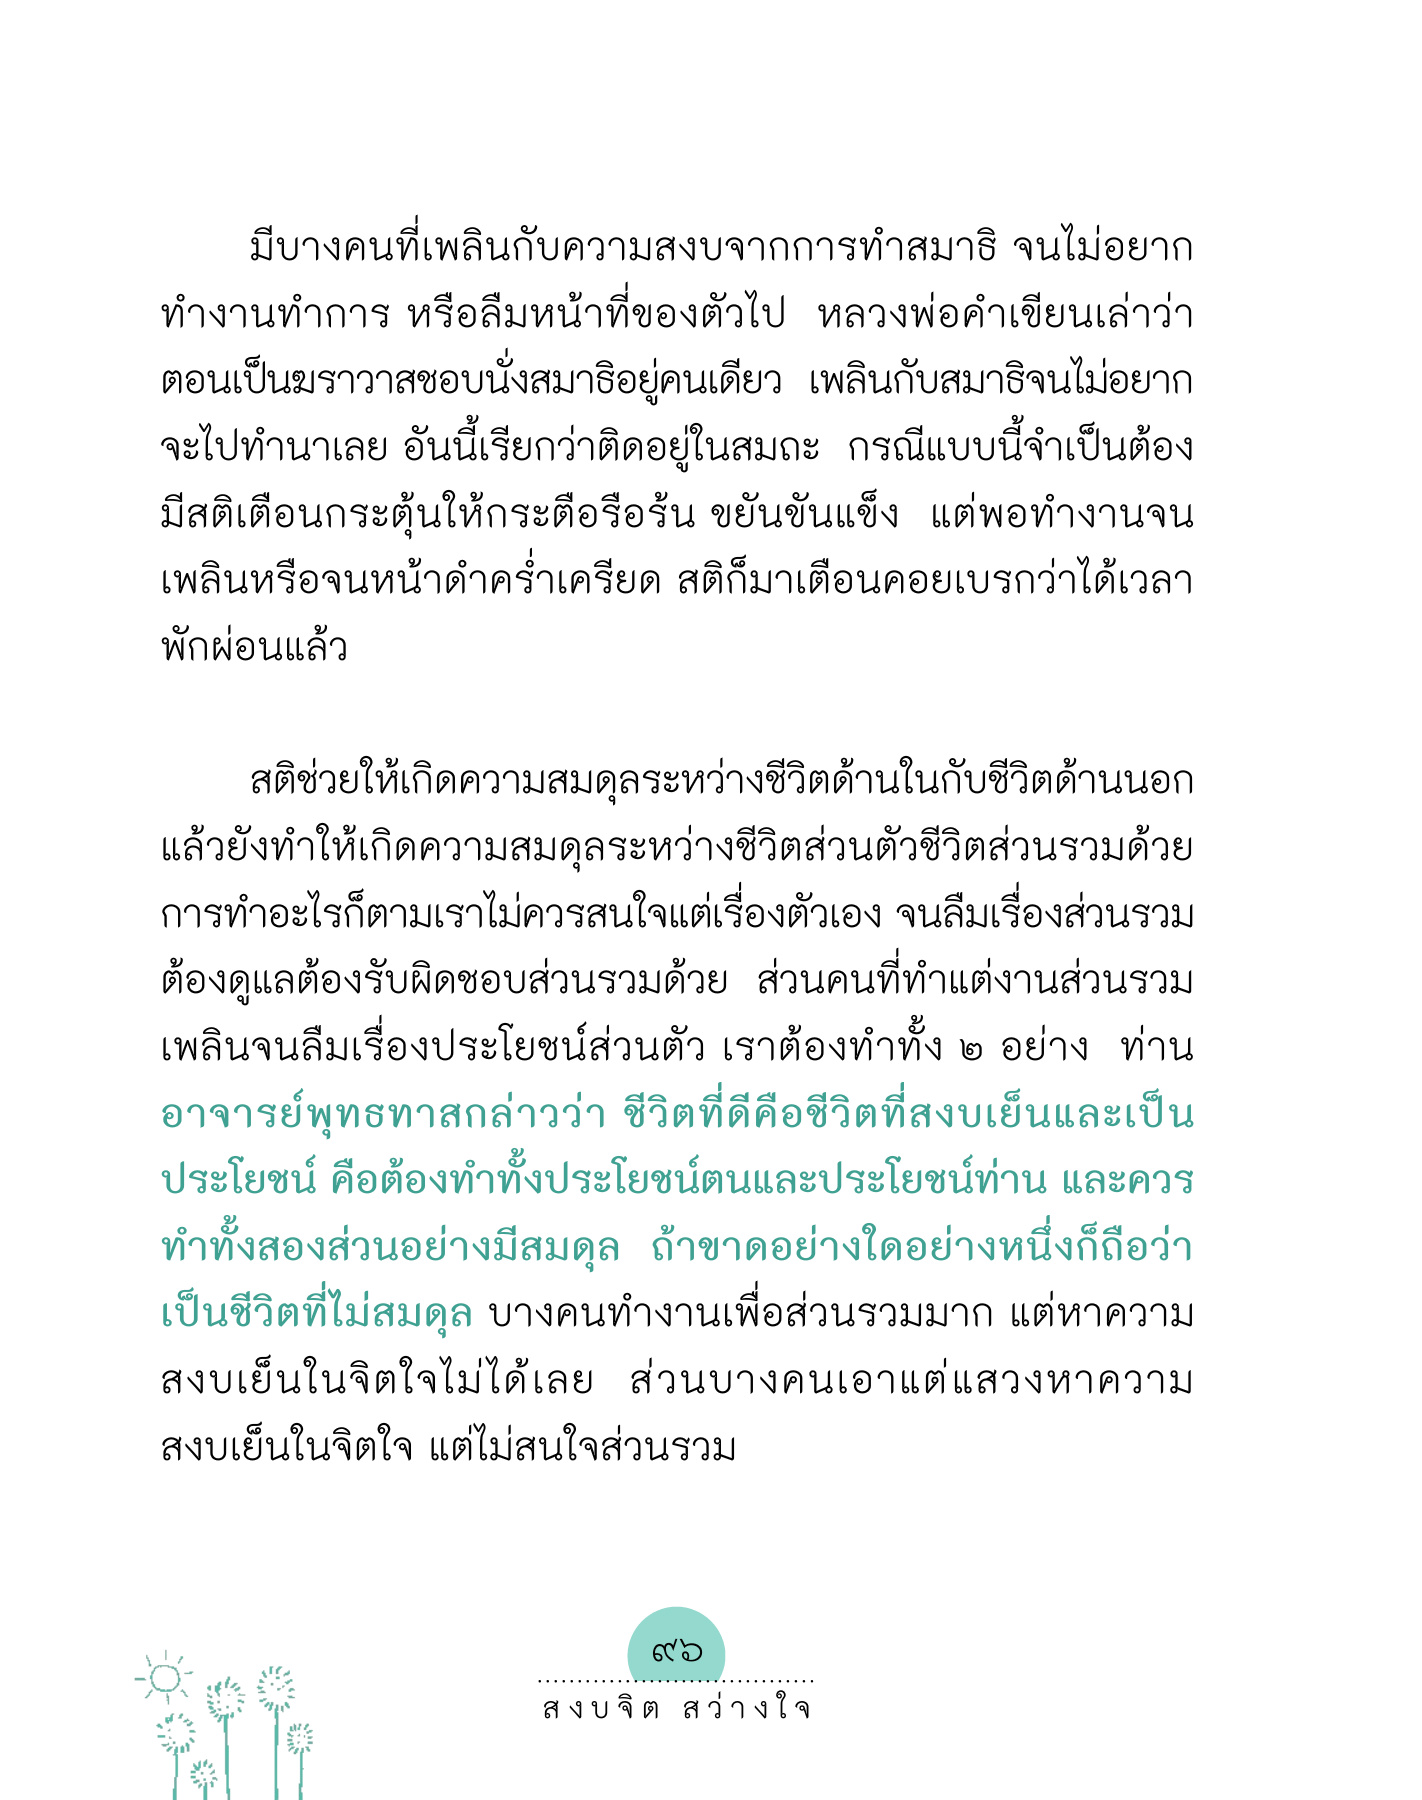 มีบางคนที่เพลินกับความสงบจากการทำสมาธิ จนไม่อยาก
ทำงานทำการ หรือลืมหน้าที่ของตัวไป  หลวงพ่อคำเขียนเล่าว่า
ตอนเป็นฆราวาสชอบนั่งสมาธิอยู่คนเดียว  เพลินกับสมาธิจนไม่อยาก
จะไปทำนาเลย อันนี้เรียกว่าติดอยู่ในสมถะ  กรณีแบบนี้จำเป็นต้อง
มีสติเตือนกระตุ้นให้กระตือรือร้น ขยันขันแข็ง  แต่พอทำงานจน
เพลินหรือจนหน้าดำคร่ำเครียด สติก็มาเตือนคอยเบรกว่าได้เวลา
พักผ่อนแล้ว
สติช่วยให้เกิดความสมดุลระหว่างชีวิตด้านในกับชีวิตด้านนอก
แล้วยังทำให้เกิดความสมดุลระหว่างชีวิตส่วนตัวชีวิตส่วนรวมด้วย
การทำอะไรก็ตามเราไม่ควรสนใจแต่เรื่องตัวเอง จนลืมเรื่องส่วนรวม
ต้องดูแลต้องรับผิดชอบส่วนรวมด้วย  ส่วนคนที่ทำแต่งานส่วนรวม
เพลินจนลืมเรื่องประโยชน์ส่วนตัว เราต้องทำทั้ง ๒ อย่าง  ท่าน
อาจารย์พุทธทาสกล่าวว่า ชีวิตที่ดีคือชีวิตที่สงบเย็นและเป็น
ประโยชน์ คือต้องทำทั้งประโยชน์ตนและประโยชน์ท่าน และควร
ทำทั้งสองส่วนอย่างมีสมดุล  ถ้าขาดอย่างใดอย่างหนึ่งก็ถือว่า
เป็นชีวิตที่ไม่สมดุล บางคนทำงานเพื่อส่วนรวมมาก แต่หาความ
สงบเย็นในจิตใจไม่ได้เลย  ส่วนบางคนเอาแต่แสวงหาความ
สงบเย็นในจิตใจ แต่ไม่สนใจส่วนรวม
๙๖
สงบจิต สว่างใจ